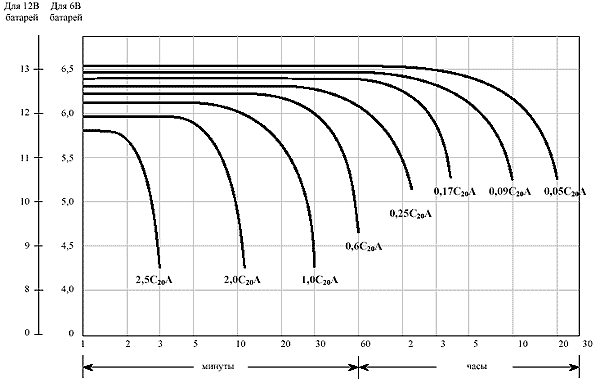 Для 12В батарей
Для 6В батарей
13
12
11
10
9
8
0
6,5
6,0
5,5
5,0
4,5
4,0
0
0,17C₂₀A
0,09C₂₀A
0,05C₂₀A
0,25C₂₀A
0,6C₂₀A
2,5C₂₀A
2,0C₂₀A
1,0C₂₀A
1 2 3 5 10 20 30 60 2 3 5 10 20 30
минуты
часы